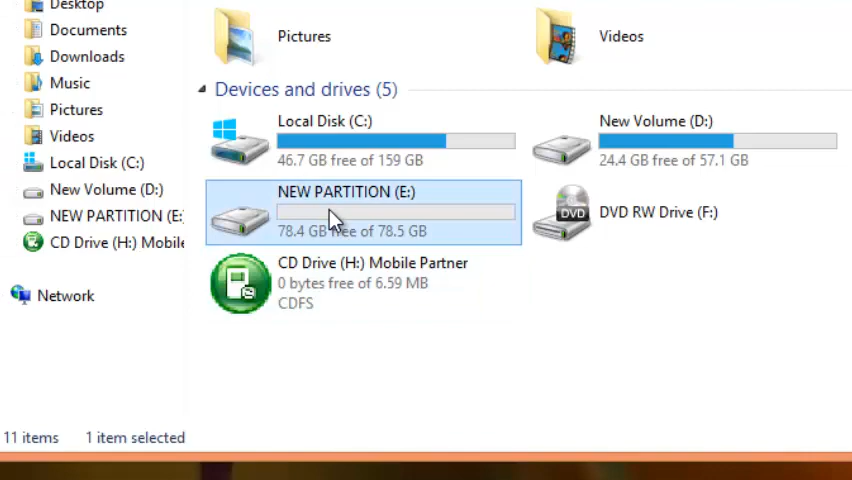 Desktop
Documents
Downloads
Music
Pictures
Videos
Local Disk (C:)
New Volume (D:)
NEW PARTITION (E:
CD Drive (H:) Mobile
Network
Pictures
Videos
Devices and drives (5)
Local Disk (C:)
46.7 GB free of 159 GB
New Volume (D:)
24.4 GB free of 57.1 GB
NEW PARTITION (E:)
78.4 GB free of 78.5 GB
DVD
DVD RW Drive (F:)
CD Drive (H:) Mobile Partner
0 bytes free of 6.59 MB
CDFS
11 items
1 item selected